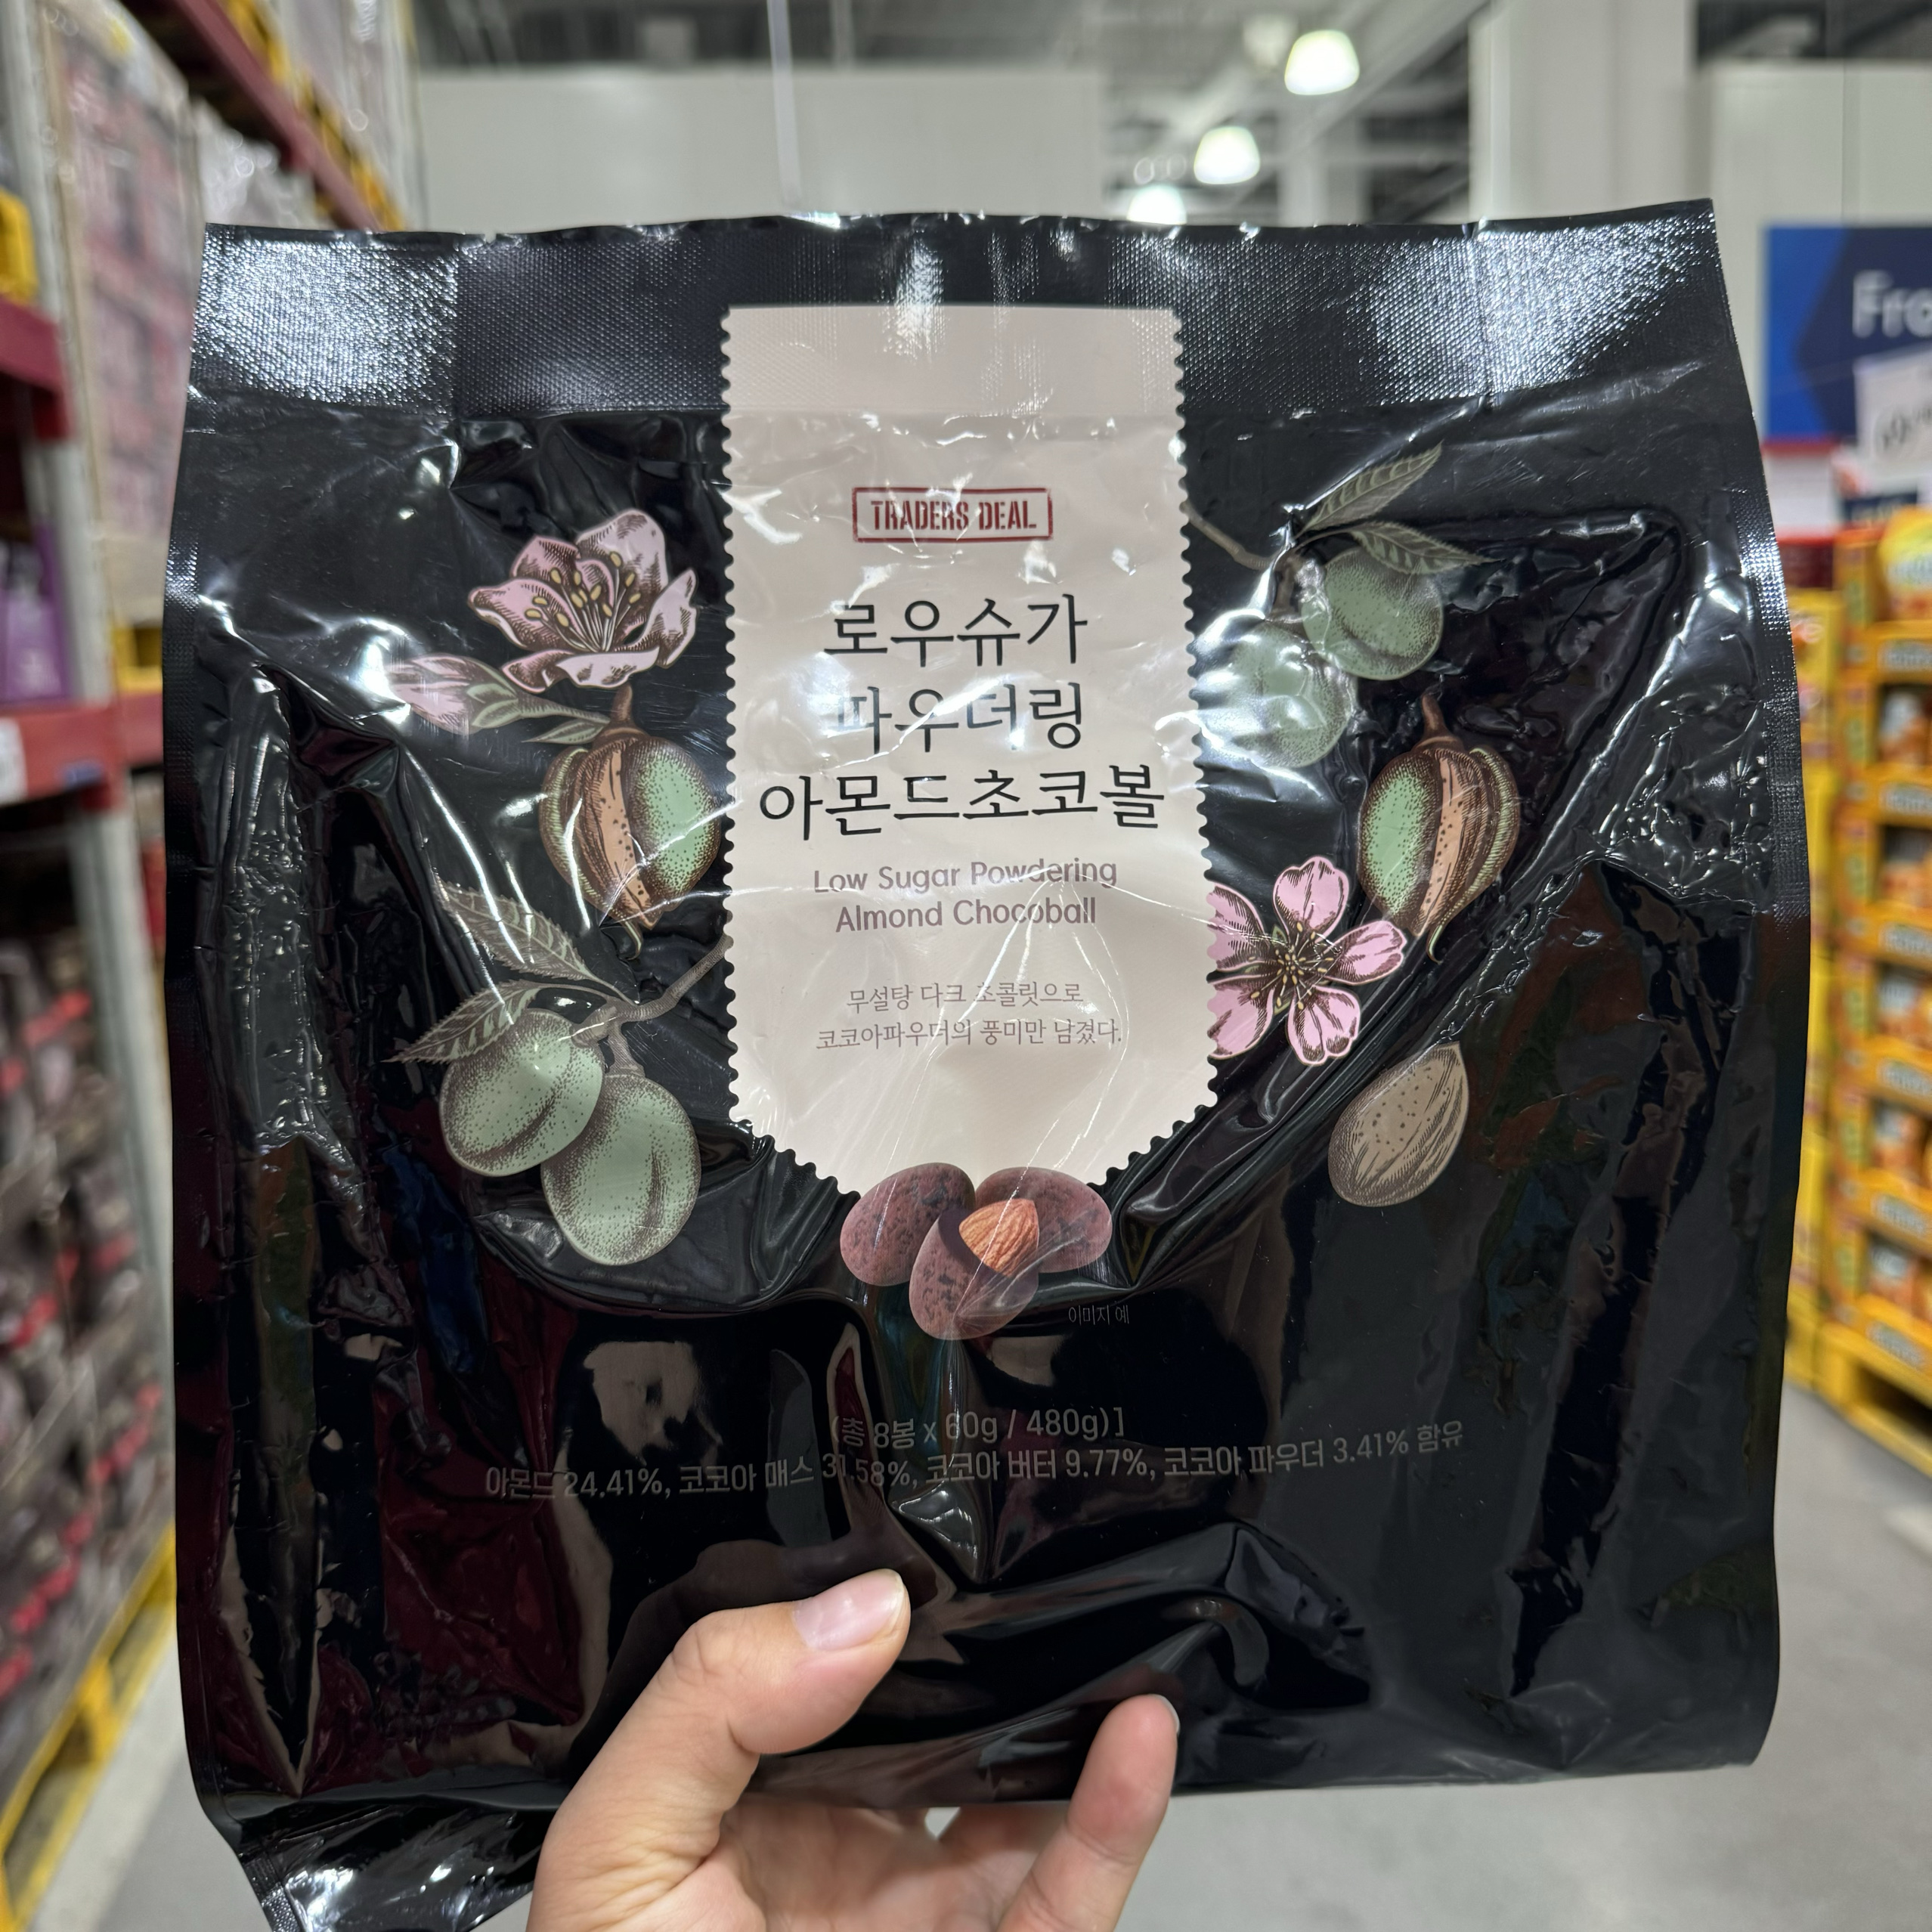 TRADERS DEAL
로우슈가
파우더링
아몬드초코볼
Low Sugar Powdering
Almond Chocoball
무설탕 다크 초콜릿으로
코코아파우더의 풍미만 남겼다.
이미지 예
(총 8봉 x 60g / 480g)]
아몬드 24.41%, 코코아 매스 31.58%, 코코아 버터 9.77%, 코코아 파우더 3.41% 함유